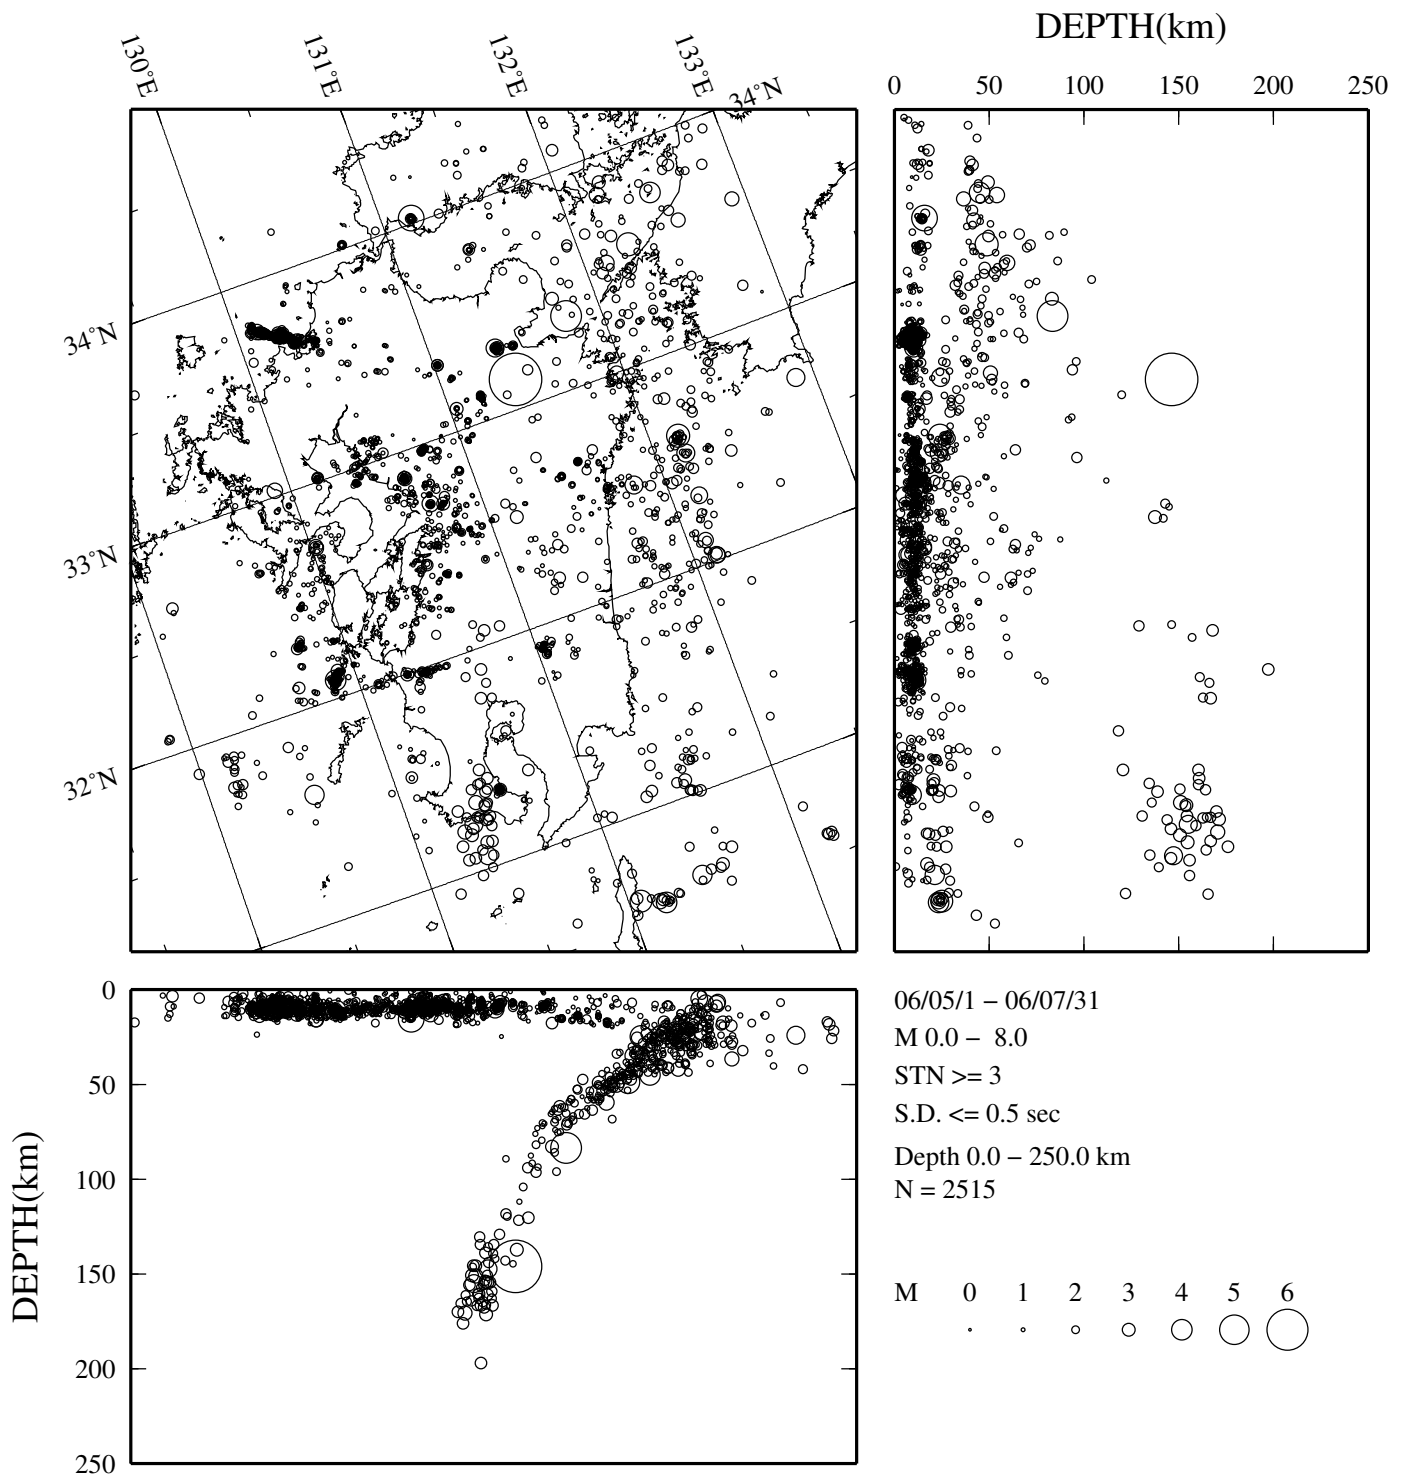 DEPTH(km)
0 50 100 150 200 250
130°E
131°E
132°E
133°E
34°N
34°N
33°N
32°N
0
50
100
150
200
250
DEPTH(km)
06/05/1 − 06/07/31
M 0.0 − 8.0
STN >= 3
S.D. <= 0.5 sec
Depth 0.0 − 250.0 km
N = 2515
M 0 1 2 3 4 5 6